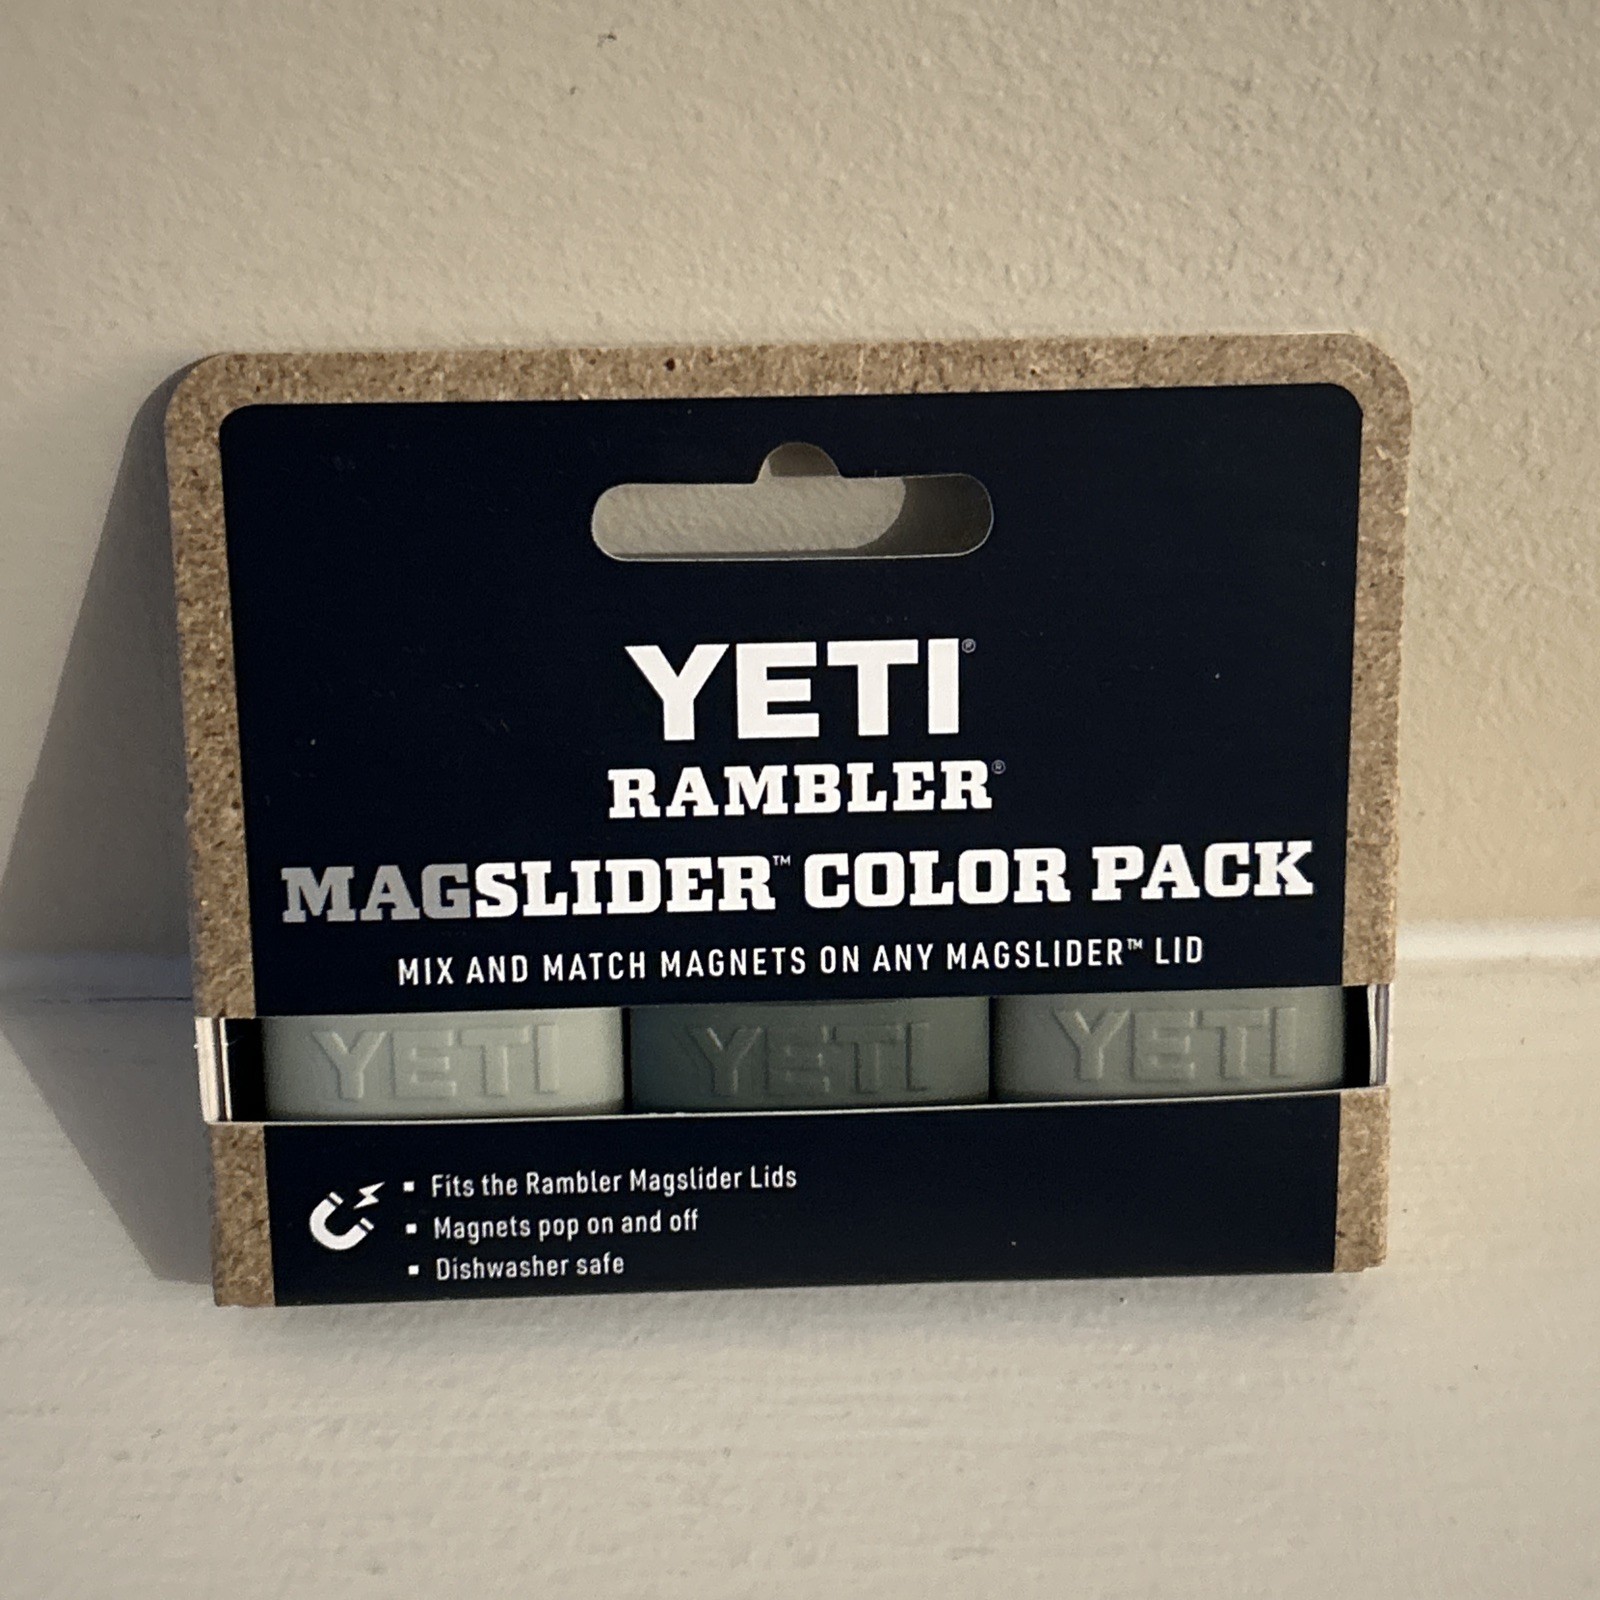 YETI®
RAMBLER®
MAGSLIDER™ COLOR PACK
MIX AND MATCH MAGNETS ON ANY MAGSLIDER™ LID
YETI YETI YETI
▪ Fits the Rambler Magslider Lids
▪ Magnets pop on and off
▪ Dishwasher safe